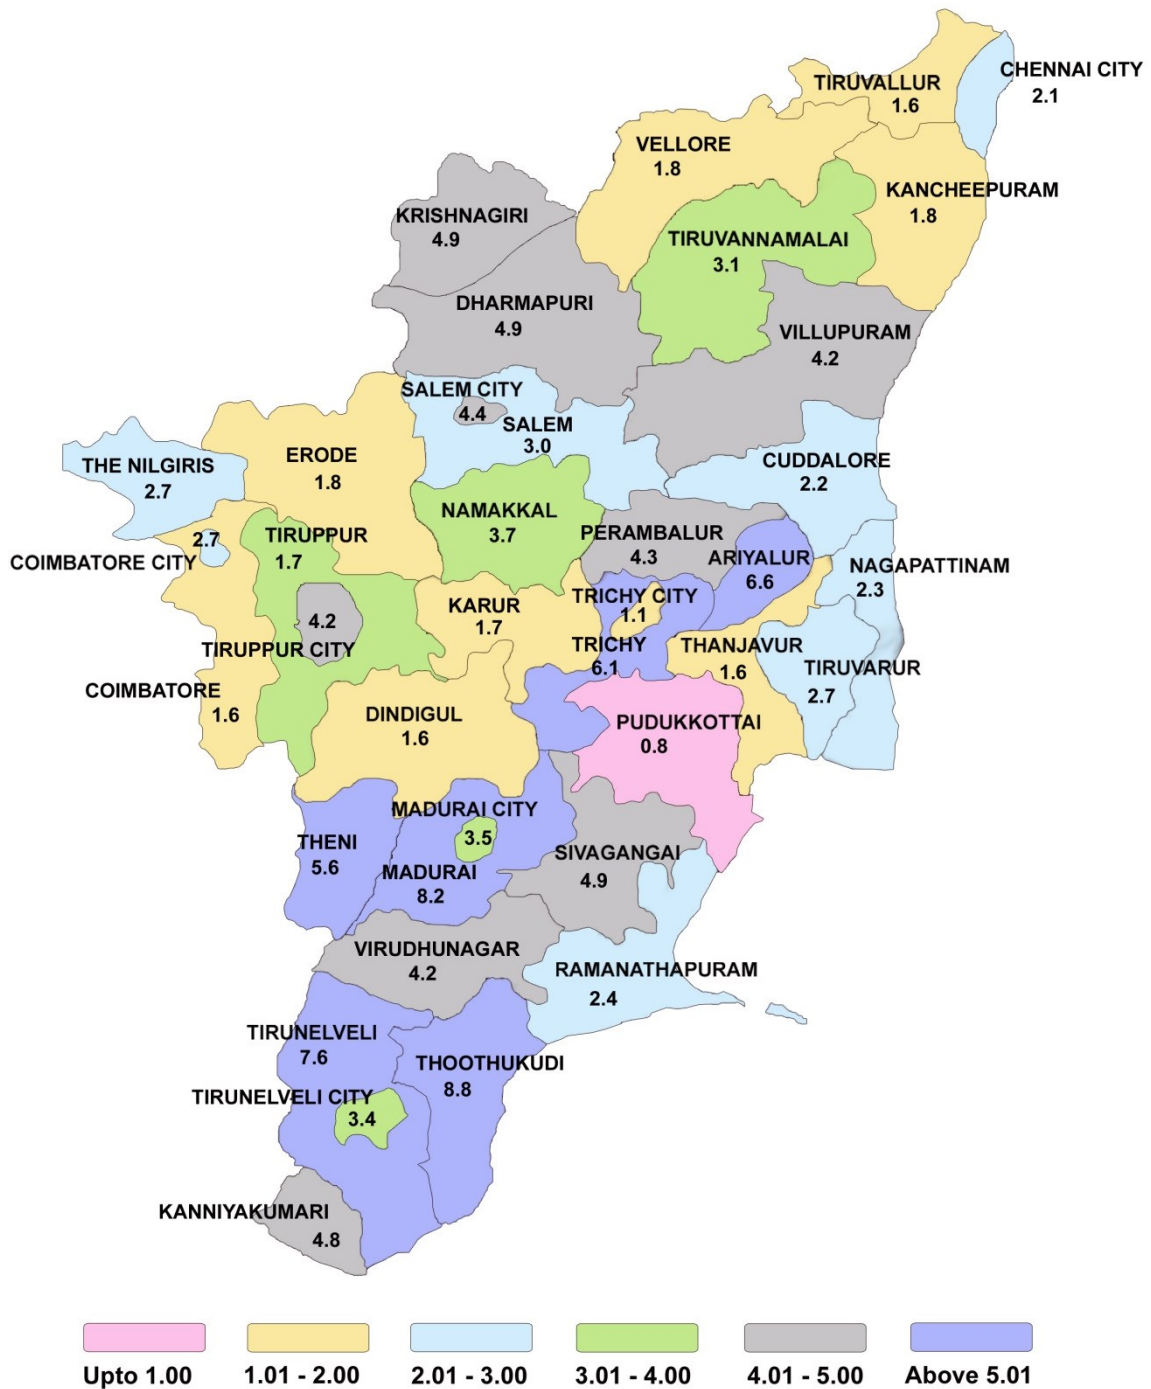 CHENNAI CITY
2.1
TIRUVALLUR
1.6
VELLORE
1.8
KANCHEEPURAM
1.8
KRISHNAGIRI
4.9
TIRUVANNAMALAI
3.1
DHARMAPURI
4.9
VILLUPURAM
4.2
SALEM CITY
4.4
SALEM
3.0
THE NILGIRIS
2.7
ERODE
1.8
CUDDALORE
2.2
NAMAKKAL
3.7
COIMBATORE CITY
2.7
TIRUPPUR
1.7
PERAMBALUR
4.3
ARIYALUR
6.6
NAGAPATTINAM
2.3
TIRUPPUR CITY
4.2
KARUR
1.7
TRICHY CITY
1.1
TRICHY
6.1
THANJAVUR
1.6
TIRUVARUR
2.7
COIMBATORE
1.6
DINDIGUL
1.6
PUDUKKOTTAI
0.8
MADURAI CITY
3.5
THENI
5.6
MADURAI
8.2
SIVAGANGAI
4.9
VIRUDHUNAGAR
4.2
RAMANATHAPURAM
2.4
TIRUNELVELI
7.6
THOOTHUKUDI
8.8
TIRUNELVELI CITY
3.4
KANNIYAKUMARI
4.8
Upto 1.00
1.01 - 2.00
2.01 - 3.00
3.01 - 4.00
4.01 - 5.00
Above 5.01